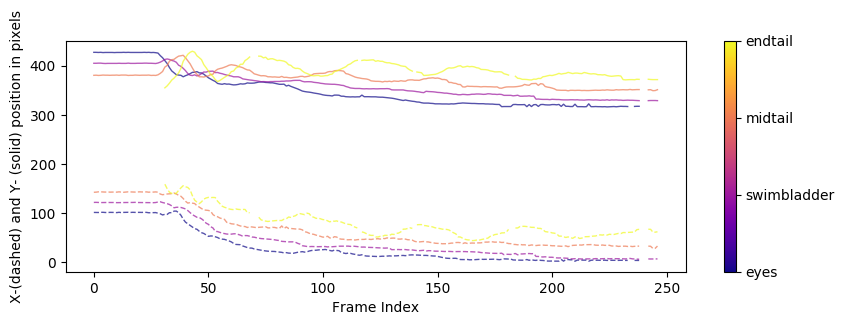 X-(dashed) and Y- (solid) position in pixels
400
300
200
100
0
0 50 100 150 200 250
Frame Index
endtail
midtail
swimbladder
eyes